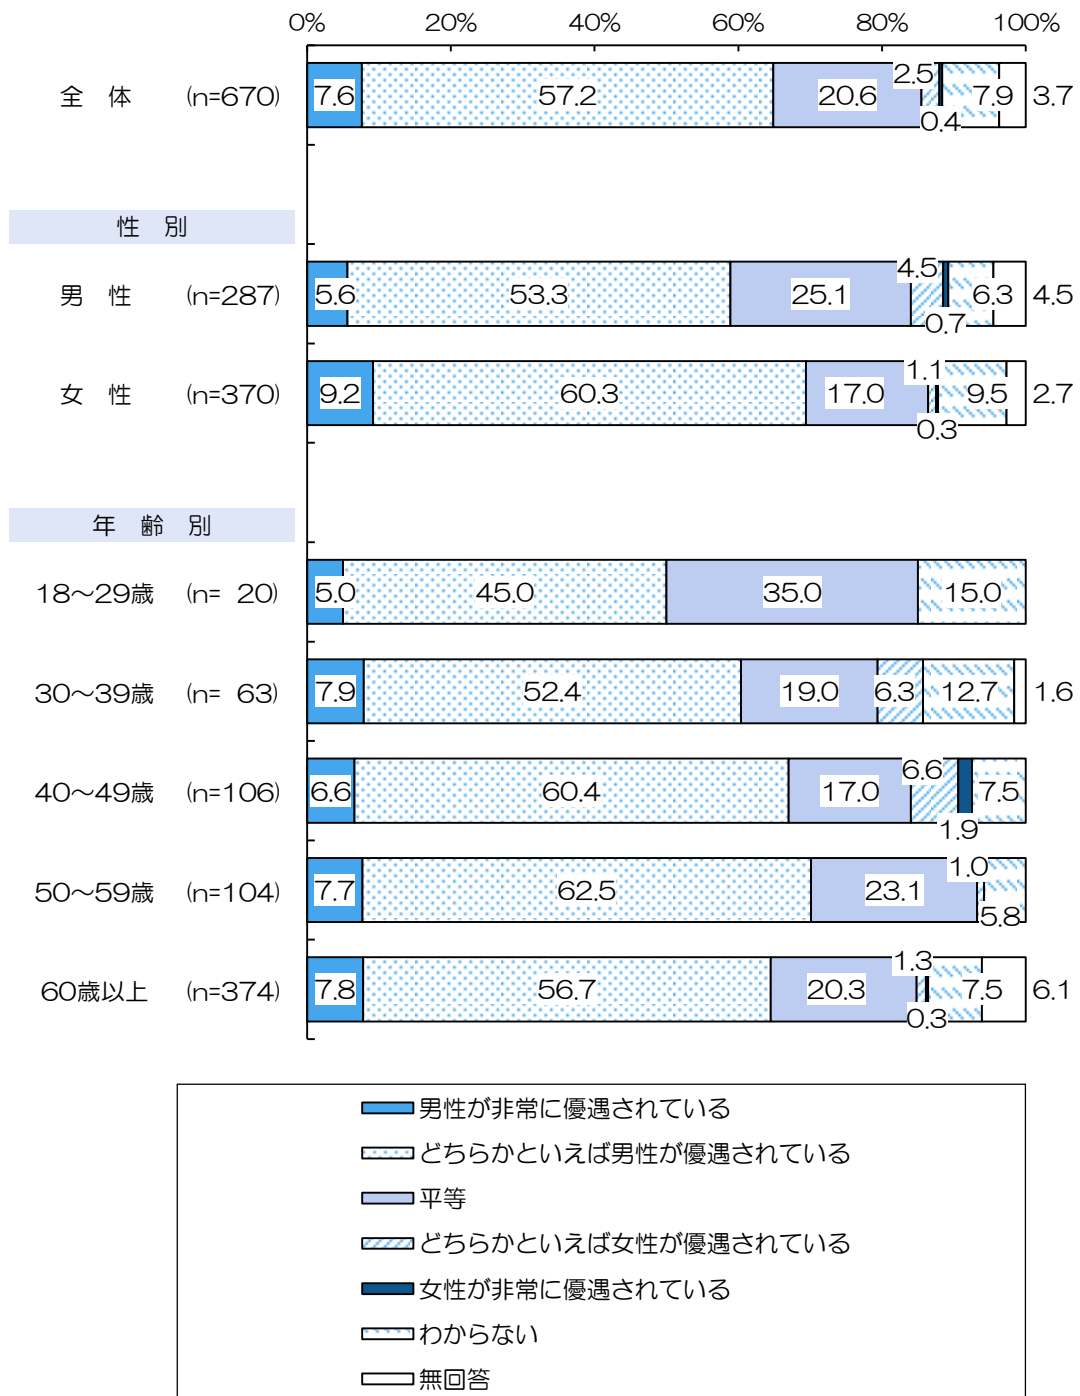 0% 20% 40% 60% 80% 100%
全 体 (n=670) 7.6 57.2 20.6 2.5 0.4 7.9 3.7
性 別
男 性 (n=287) 5.6 53.3 25.1 4.5 0.7 6.3 4.5
女 性 (n=370) 9.2 60.3 17.0 1.1 0.3 9.5 2.7
年 齢 別
18～29歳 (n= 20) 5.0 45.0 35.0 15.0
30～39歳 (n= 63) 7.9 52.4 19.0 6.3 12.7 1.6
40～49歳 (n=106) 6.6 60.4 17.0 6.6 1.9 7.5
50～59歳 (n=104) 7.7 62.5 23.1 1.0 5.8
60歳以上 (n=374) 7.8 56.7 20.3 1.3 0.3 7.5 6.1
男性が非常に優遇されている
どちらかといえば男性が優遇されている
平等
どちらかといえば女性が優遇されている
女性が非常に優遇されている
わからない
無回答